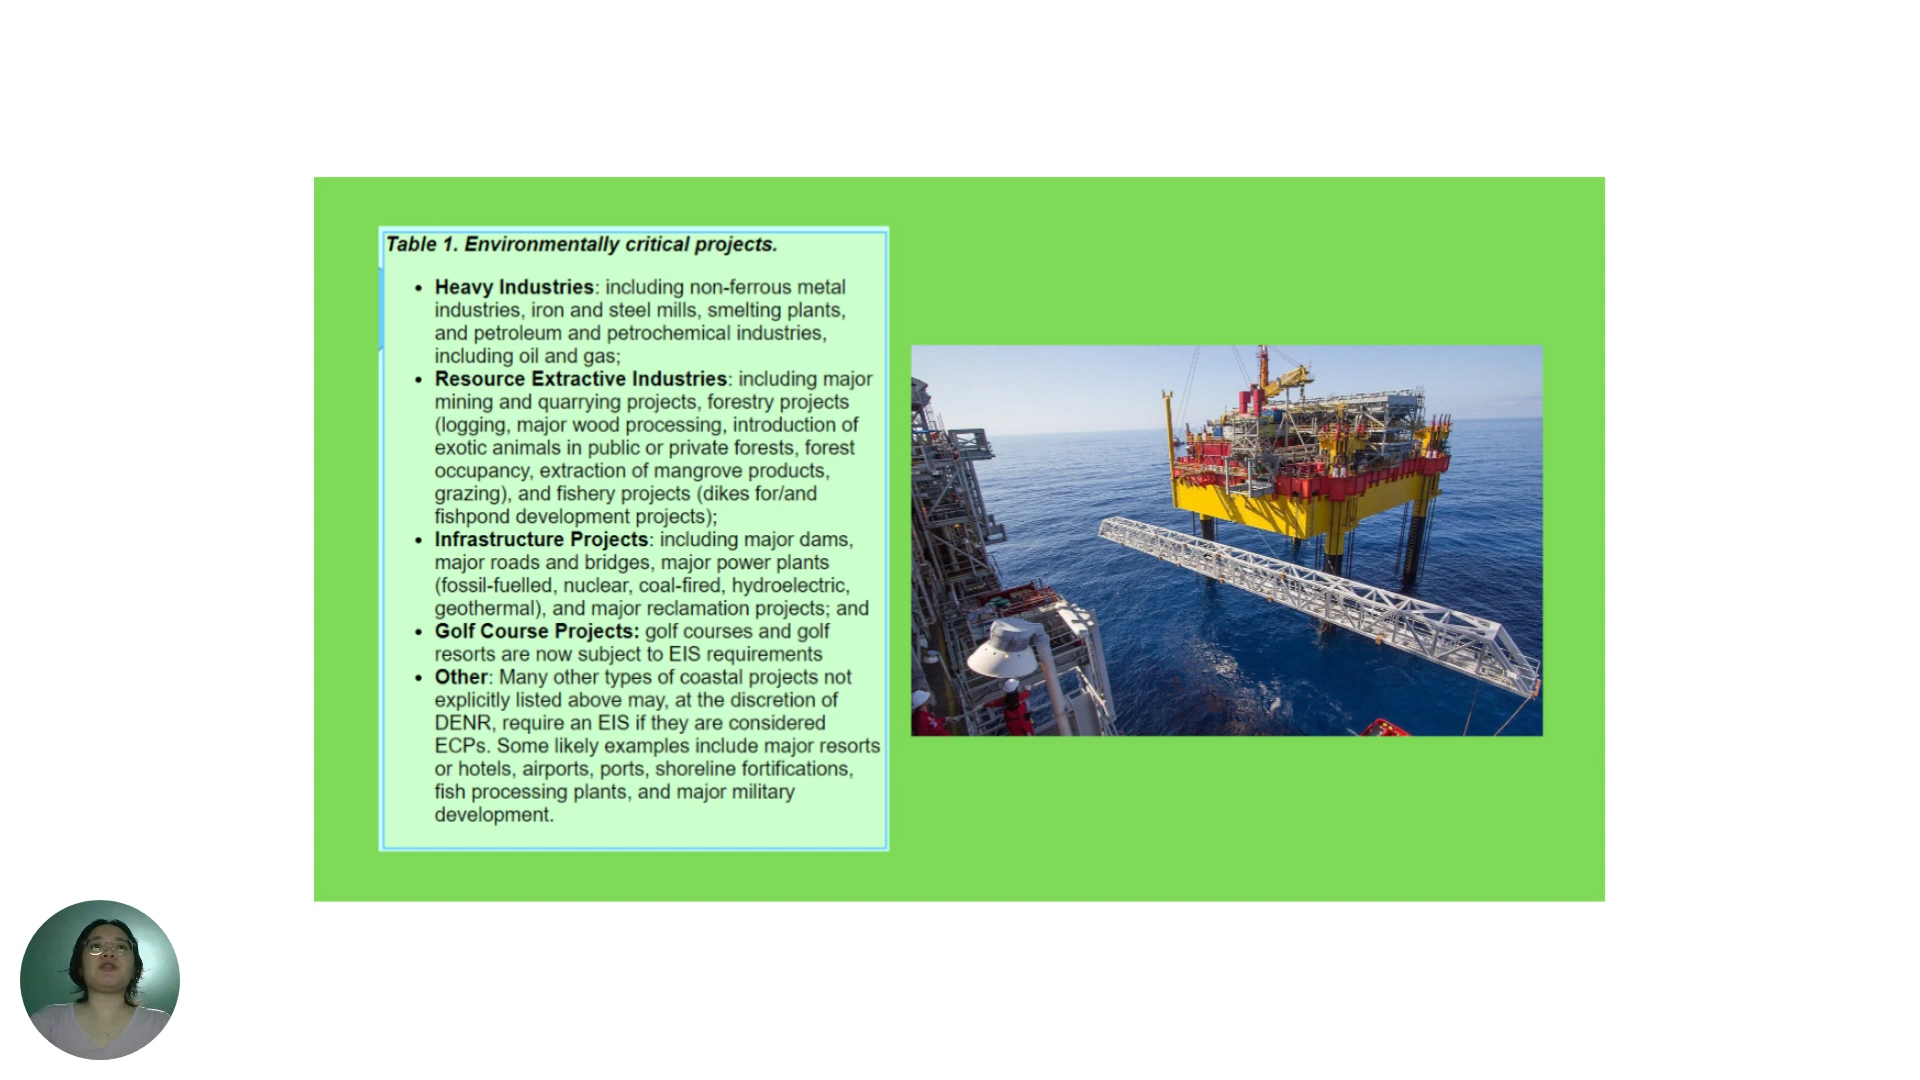 Table 1. Environmentally critical projects.
• Heavy Industries: including non-ferrous metal
industries, iron and steel mills, smelting plants,
and petroleum and petrochemical industries,
including oil and gas;
• Resource Extractive Industries: including major
mining and quarrying projects, forestry projects
(logging, major wood processing, introduction of
exotic animals in public or private forests, forest
occupancy, extraction of mangrove products,
grazing), and fishery projects (dikes for/and
fishpond development projects);
• Infrastructure Projects: including major dams,
major roads and bridges, major power plants
(fossil-fuelled, nuclear, coal-fired, hydroelectric,
geothermal), and major reclamation projects; and
• Golf Course Projects: golf courses and golf
resorts are now subject to EIS requirements
• Other: Many other types of coastal projects not
explicitly listed above may, at the discretion of
DENR, require an EIS if they are considered
ECPs. Some likely examples include major resorts
or hotels, airports, ports, shoreline fortifications,
fish processing plants, and major military
development.